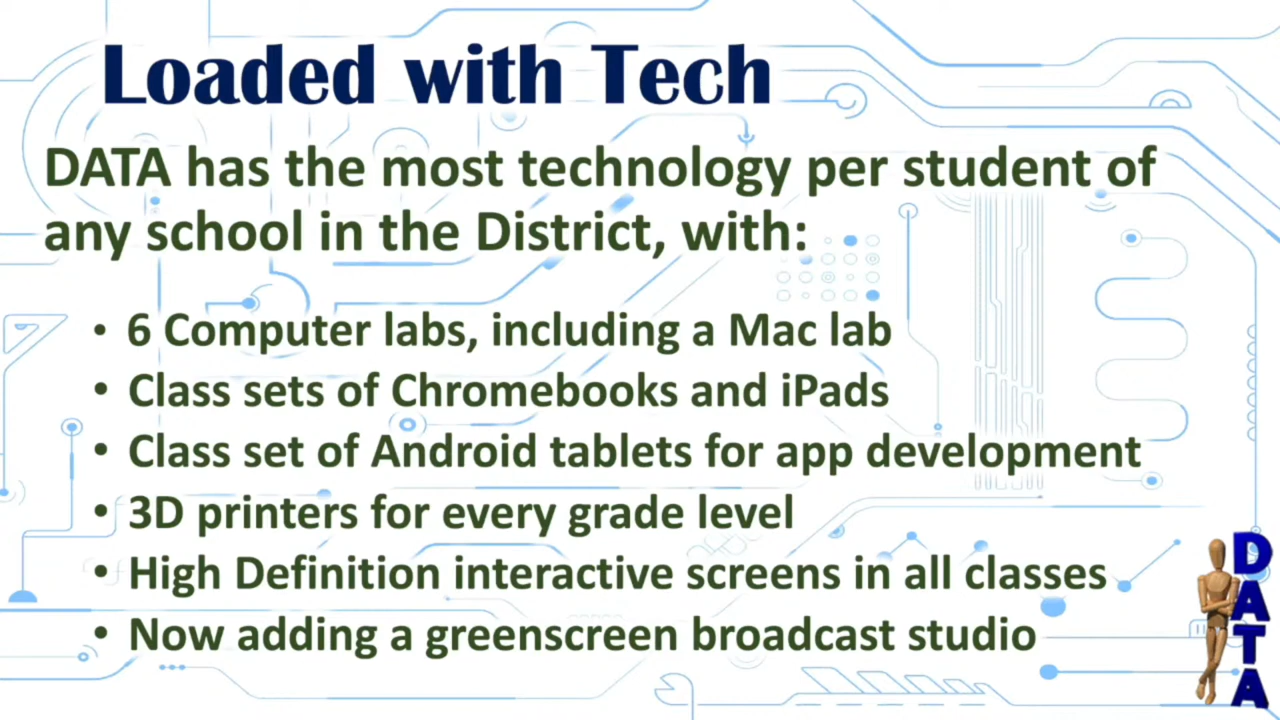 Loaded with Tech
DATA has the most technology per student of
any school in the District, with:
• 6 Computer labs, including a Mac lab
• Class sets of Chromebooks and iPads
• Class set of Android tablets for app development
• 3D printers for every grade level
• High Definition interactive screens in all classes
• Now adding a greenscreen broadcast studio
DATA